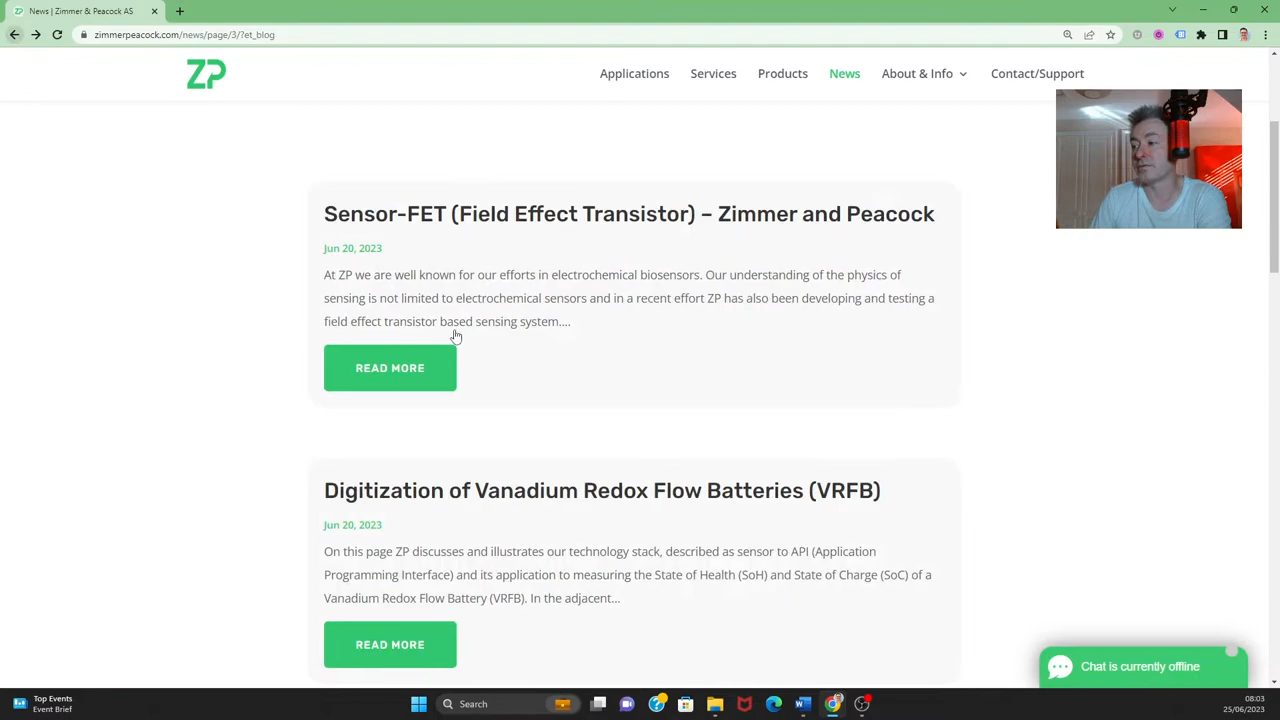 News | Zimmer & Peacock AS
zimmerpeacock.com/news/page/3/?et_blog
ZP
Applications
Services
Products
News
About & Info
Contact/Support
Sensor-FET (Field Effect Transistor) – Zimmer and Peacock
Jun 20, 2023
At ZP we are well known for our efforts in electrochemical biosensors. Our understanding of the physics of
sensing is not limited to electrochemical sensors and in a recent effort ZP has also been developing and testing a
field effect transistor based sensing system....
READ MORE
Digitization of Vanadium Redox Flow Batteries (VRFB)
Jun 20, 2023
On this page ZP discusses and illustrates our technology stack, described as sensor to API (Application
Programming Interface) and its application to measuring the State of Health (SoH) and State of Charge (SoC) of a
Vanadium Redox Flow Battery (VRFB). In the adjacent...
READ MORE
Chat is currently offline
Top Events
Event Brief
Search
08:03
25/06/2023